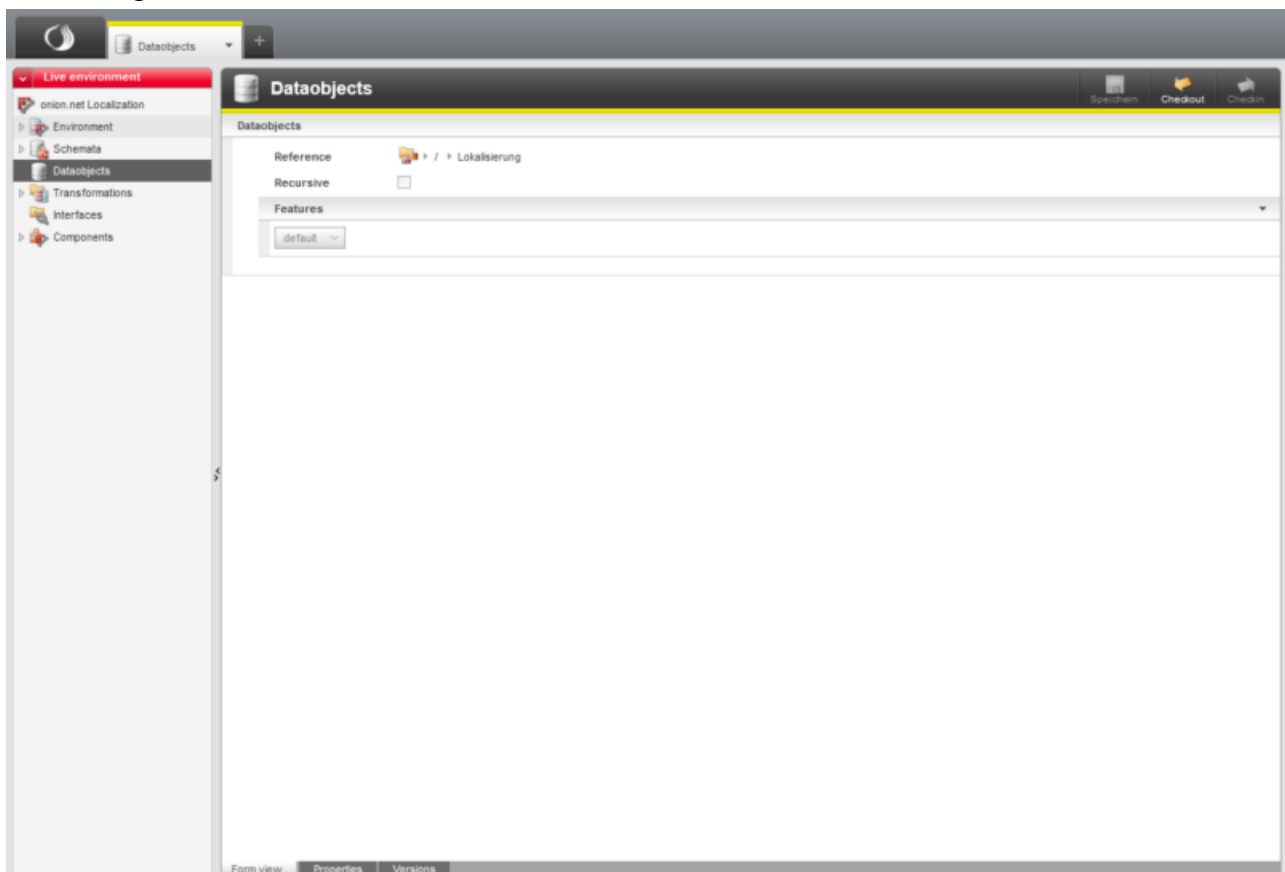 Dataobjects
+
Live environment
onion.net Localization
Environment
Schemata
Dataobjects
Transformations
Interfaces
Components
Dataobjects
Speichern Checkout Checkin
Dataobjects
Reference / Lokalisierung
Recursive
Features
default
Form view Properties Versions